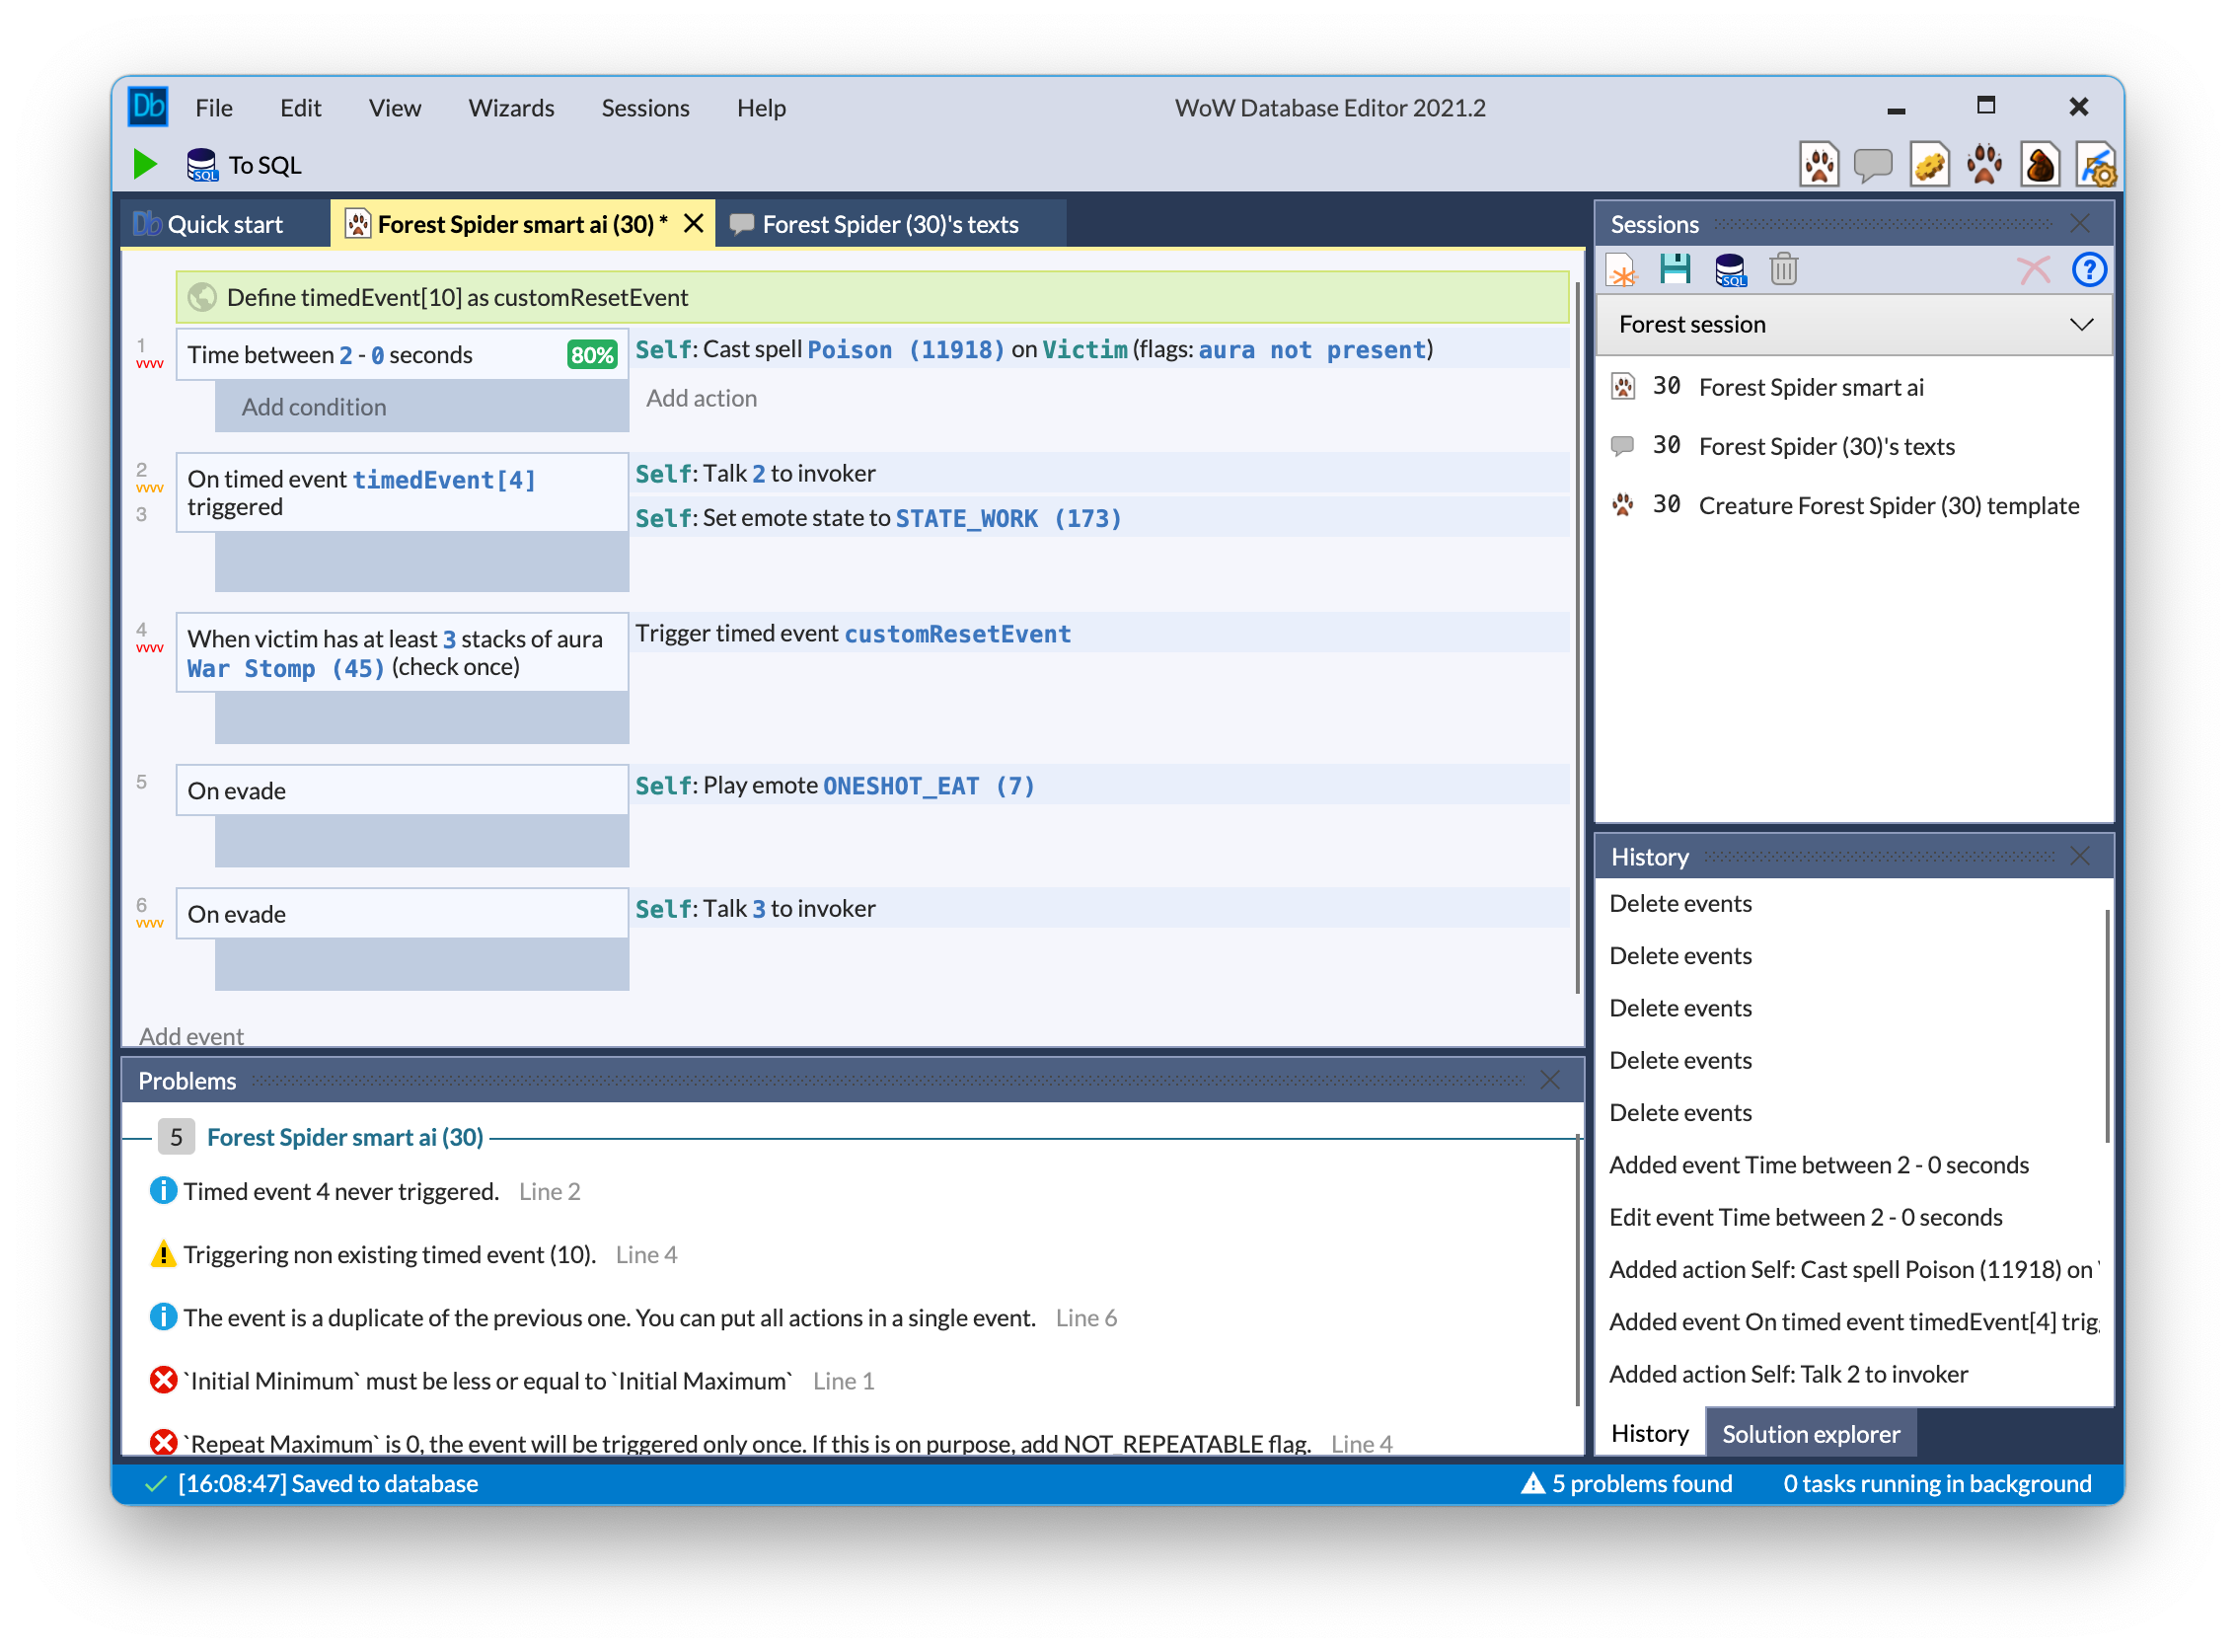 Db File Edit View Wizards Sessions Help WoW Database Editor 2021.2
SQL To SQL
Db Quick start
Forest Spider smart ai (30) *
Forest Spider (30)'s texts
Define timedEvent[10] as customResetEvent
1 Time between 2 - 0 seconds 80% Self: Cast spell Poison (11918) on Victim (flags: aura not present)
Add condition
Add action
2 On timed event timedEvent[4] triggered
Self: Talk 2 to invoker
3 Self: Set emote state to STATE_WORK (173)
4 When victim has at least 3 stacks of aura
War Stomp (45) (check once)
Trigger timed event customResetEvent
5 On evade
Self: Play emote ONESHOT_EAT (7)
6 On evade
Self: Talk 3 to invoker
Add event
Problems
5 Forest Spider smart ai (30)
Timed event 4 never triggered. Line 2
Triggering non existing timed event (10). Line 4
The event is a duplicate of the previous one. You can put all actions in a single event. Line 6
`Initial Minimum` must be less or equal to `Initial Maximum` Line 1
`Repeat Maximum` is 0, the event will be triggered only once. If this is on purpose, add NOT_REPEATABLE flag. Line 4
Sessions
SQL
Forest session
30 Forest Spider smart ai
30 Forest Spider (30)'s texts
30 Creature Forest Spider (30) template
History
Delete events
Delete events
Delete events
Delete events
Delete events
Added event Time between 2 - 0 seconds
Edit event Time between 2 - 0 seconds
Added action Self: Cast spell Poison (11918) on
Added event On timed event timedEvent[4] trig
Added action Self: Talk 2 to invoker
History Solution explorer
[16:08:47] Saved to database
5 problems found
0 tasks running in background